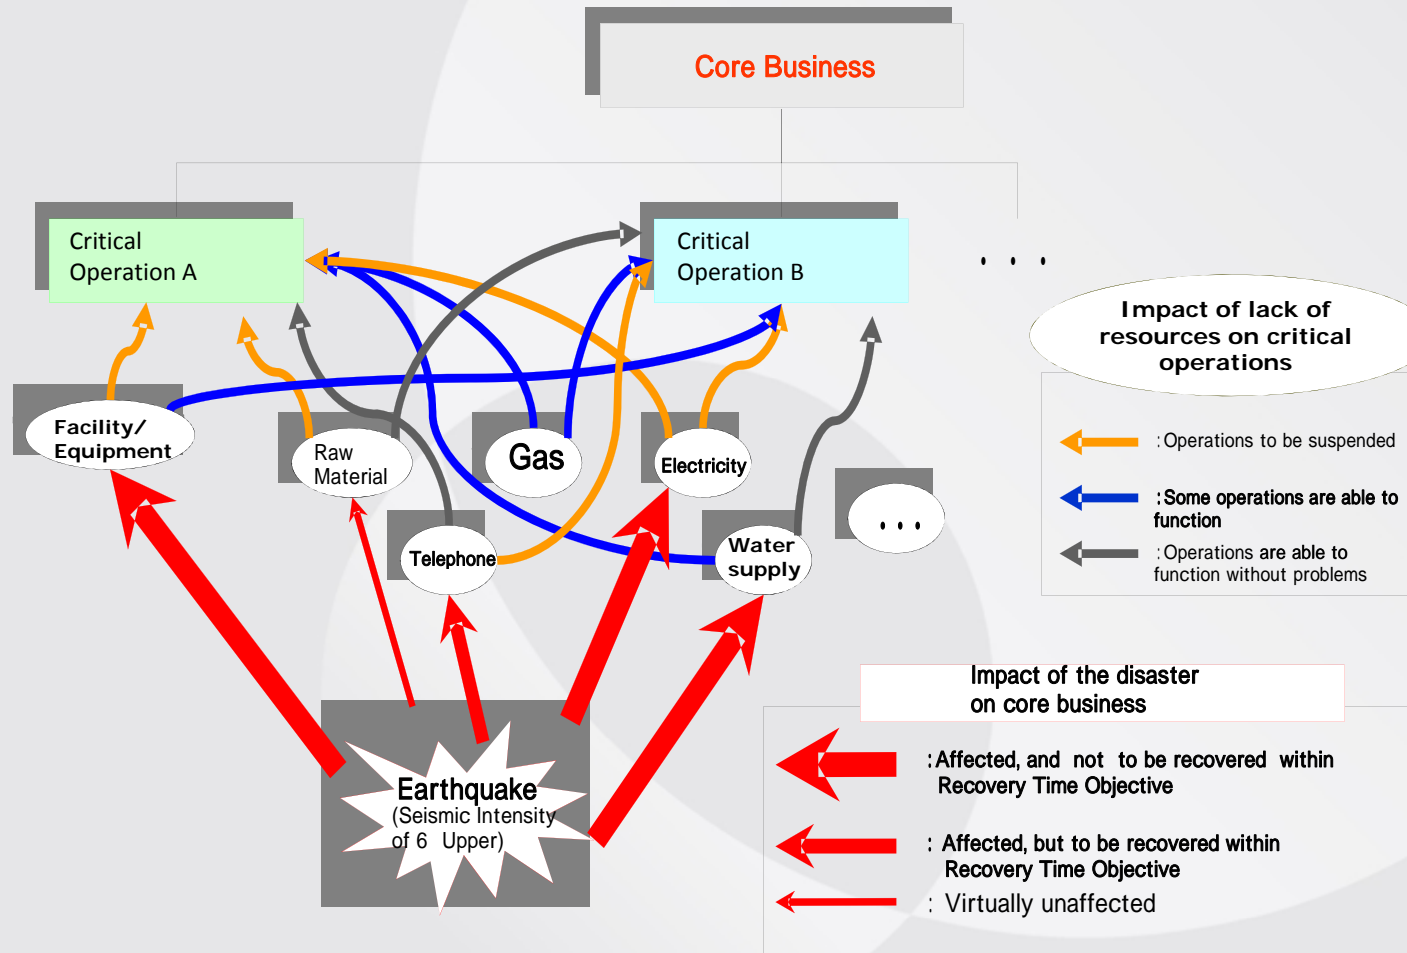 Core Business
Critical
Operation A
Critical
Operation B
. . .
Impact of lack of
resources on critical
operations
Facility/
Equipment
Raw
Material
Gas
Electricity
: Operations to be suspended
: Some operations are able to
function
: Operations are able to
function without problems
Telephone
Water
supply
. . .
Impact of the disaster
on core business
: Affected, and not to be recovered within
Recovery Time Objective
: Affected, but to be recovered within
Recovery Time Objective
: Virtually unaffected
Earthquake
(Seismic Intensity
of 6 Upper)